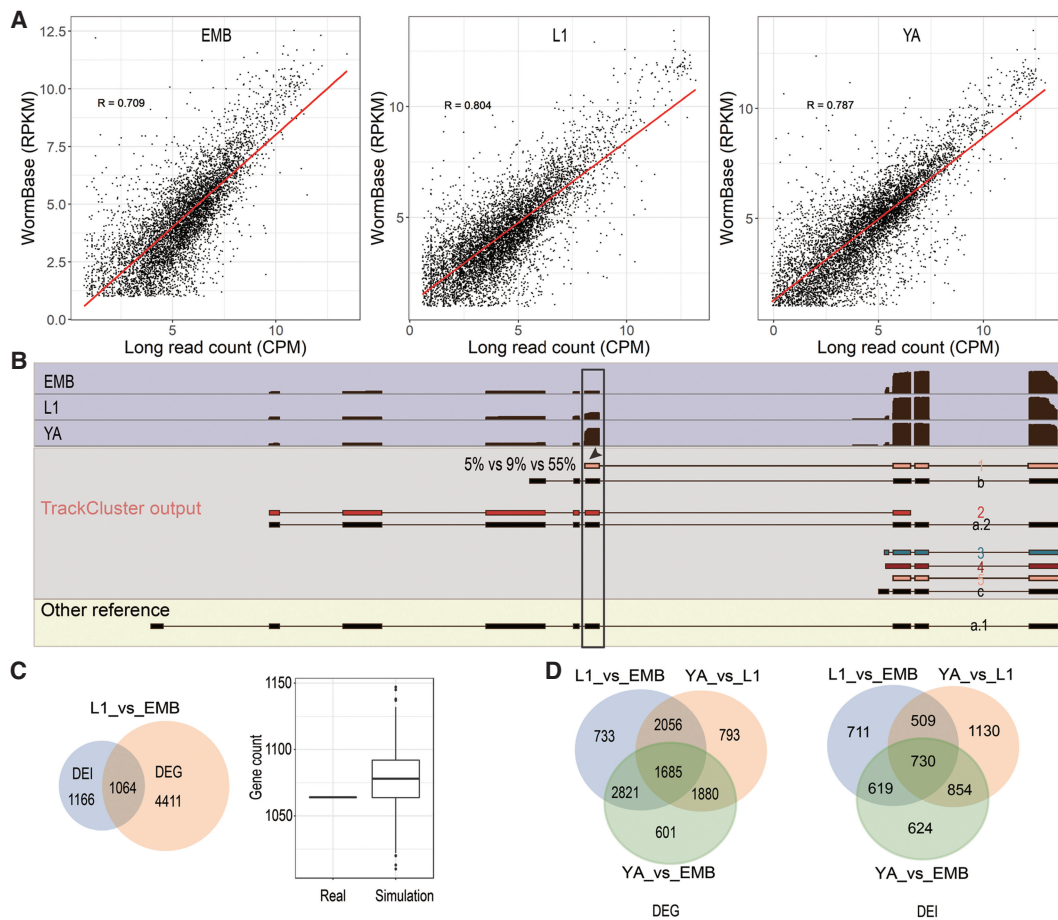 A
EMB
L1
YA
WormBase (RPKM)
12.5
10.0
7.5
5.0
2.5
0.0
R = 0.709
5
10
Long read count (CPM)
WormBase (RPKM)
10
5
R = 0.804
0
5
10
Long read count (CPM)
WormBase (RPKM)
10
5
R = 0.787
0
5
10
Long read count (CPM)
B
EMB
L1
YA
5% vs 9% vs 55%
1
b
TrackCluster output
2
a.2
3
4
5
c
Other reference
a.1
C
L1_vs_EMB
DEI
1166
1064
DEG
4411
Gene count
1150
1100
1050
Real
Simulation
D
L1_vs_EMB
YA_vs_L1
733
2056
793
1685
2821
1880
601
YA_vs_EMB
DEG
L1_vs_EMB
YA_vs_L1
711
509
1130
730
619
854
624
YA_vs_EMB
DEI